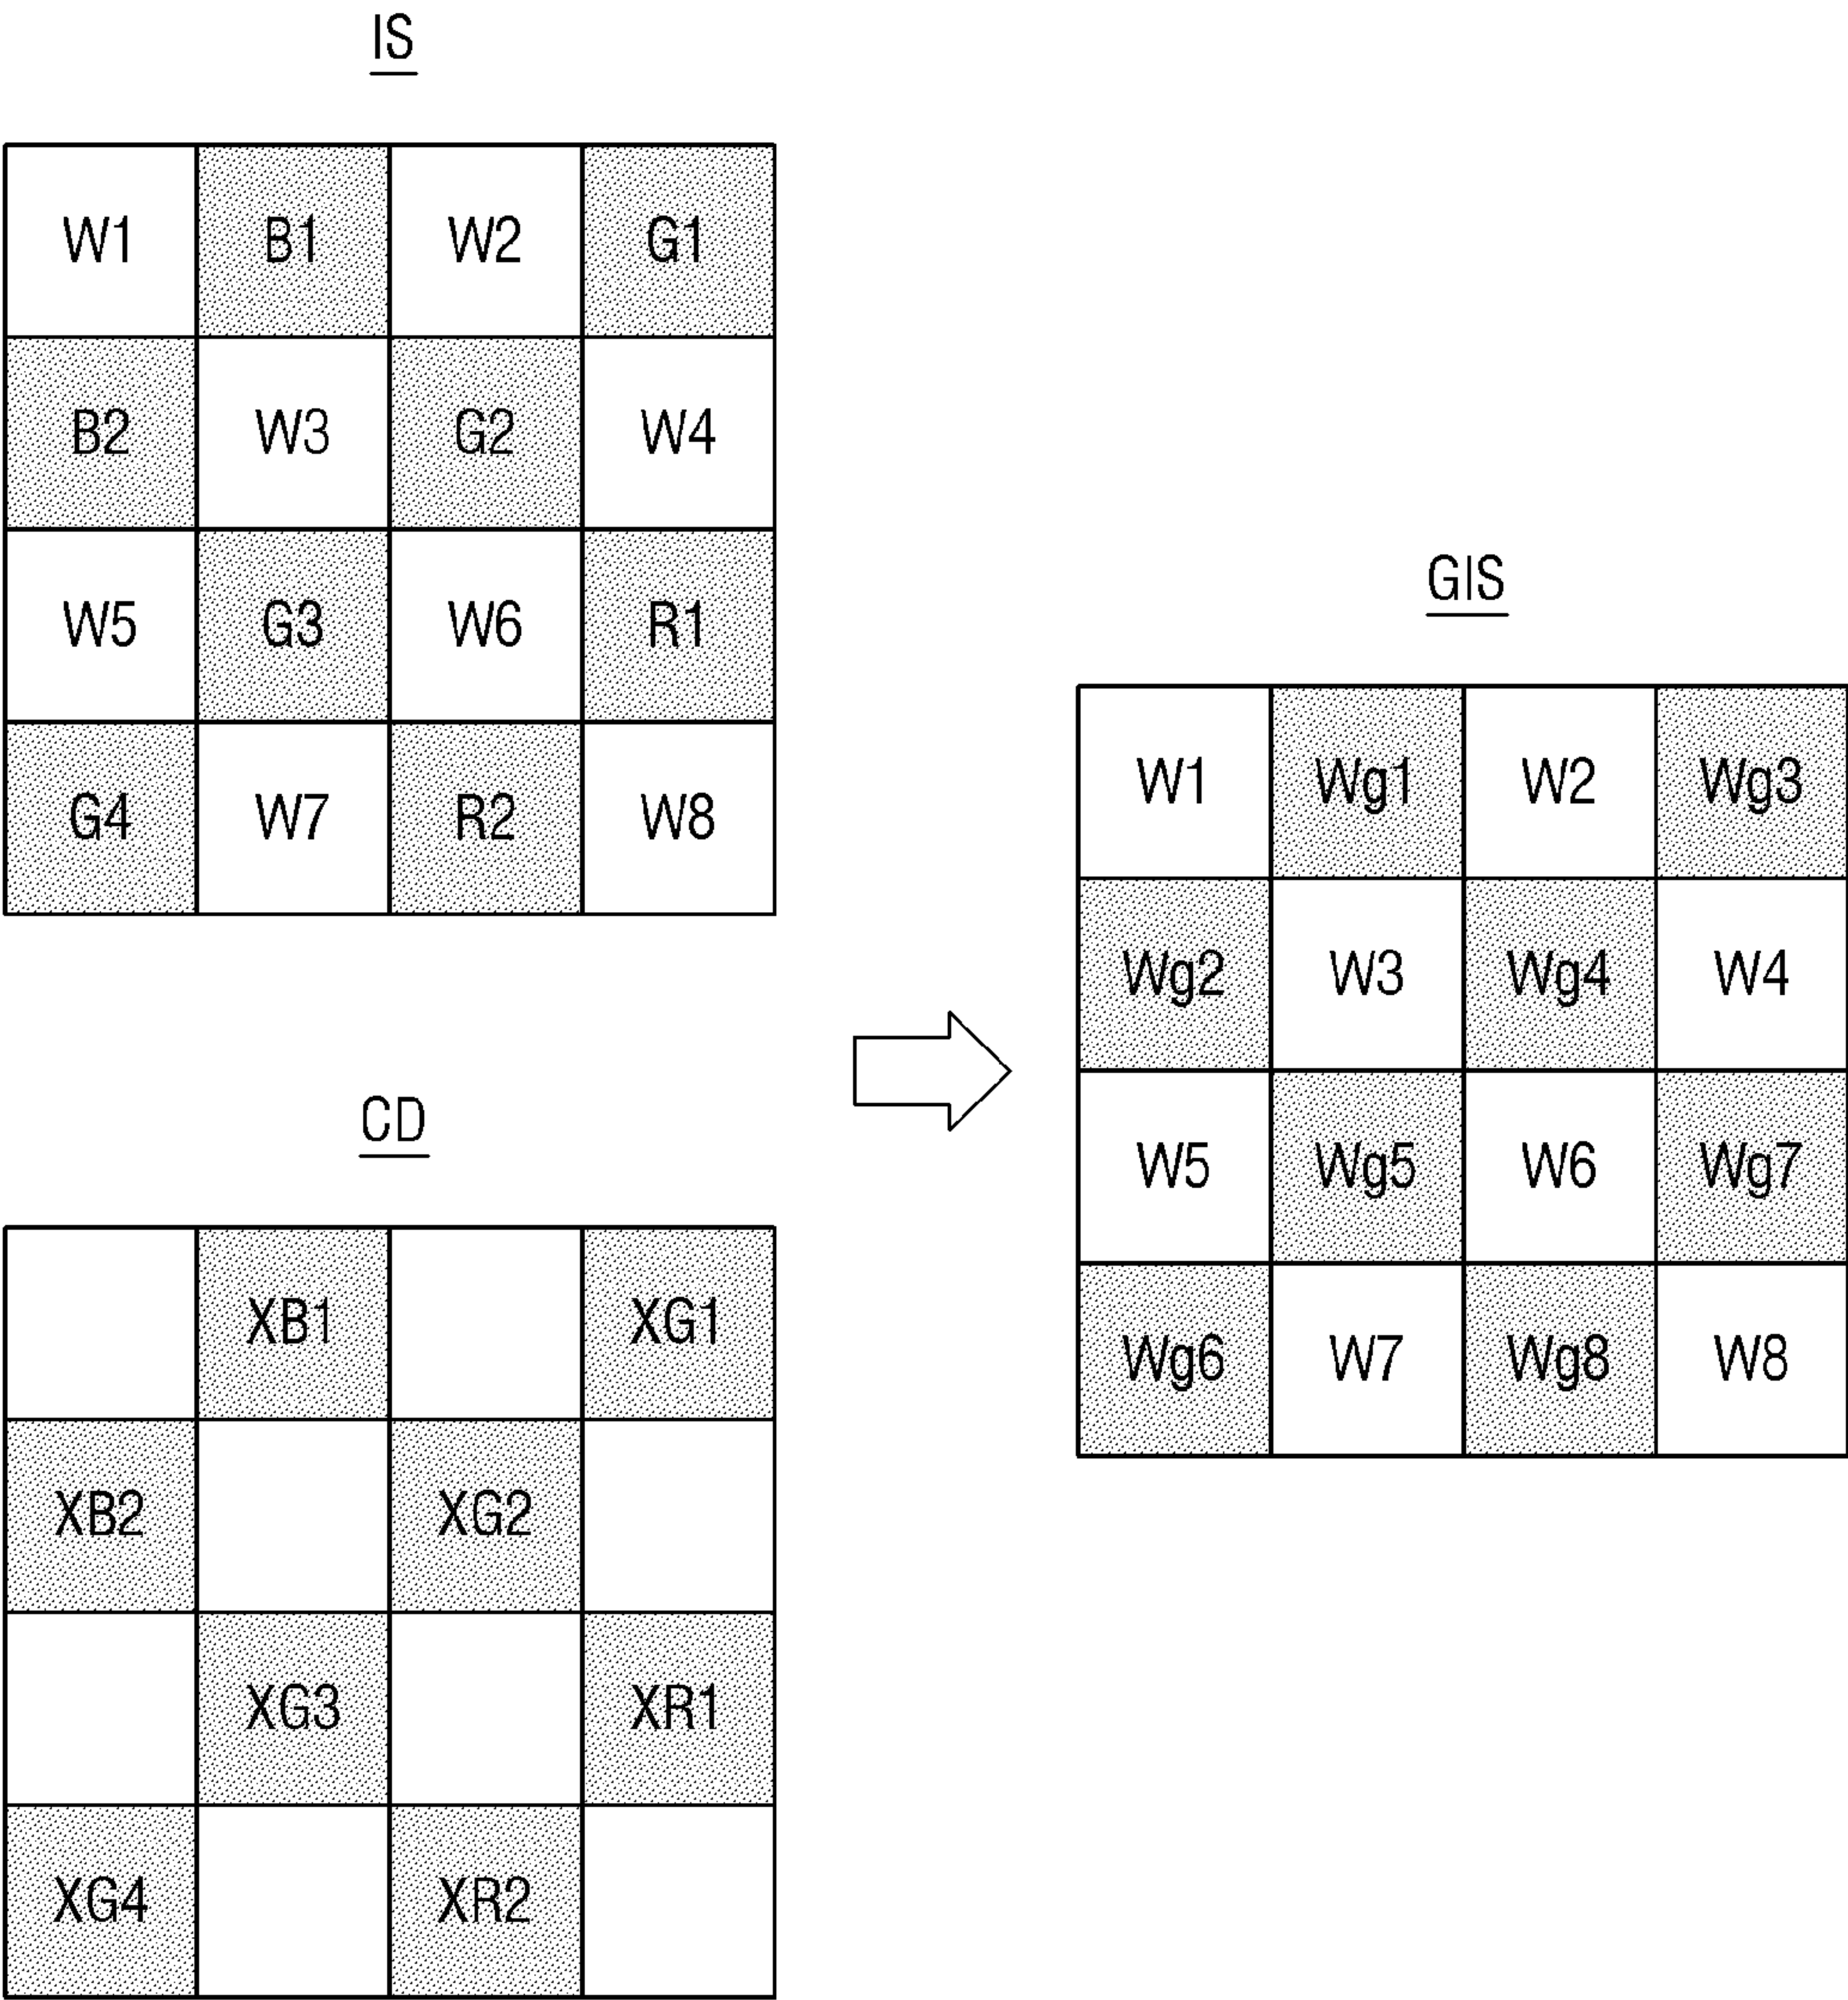 IS
W1 B1 W2 G1
B2 W3 G2 W4
W5 G3 W6 R1
G4 W7 R2 W8
CD
XB1 XG1
XB2 XG2
XG3 XR1
XG4 XR2
GIS
W1 Wg1 W2 Wg3
Wg2 W3 Wg4 W4
W5 Wg5 W6 Wg7
Wg6 W7 Wg8 W8